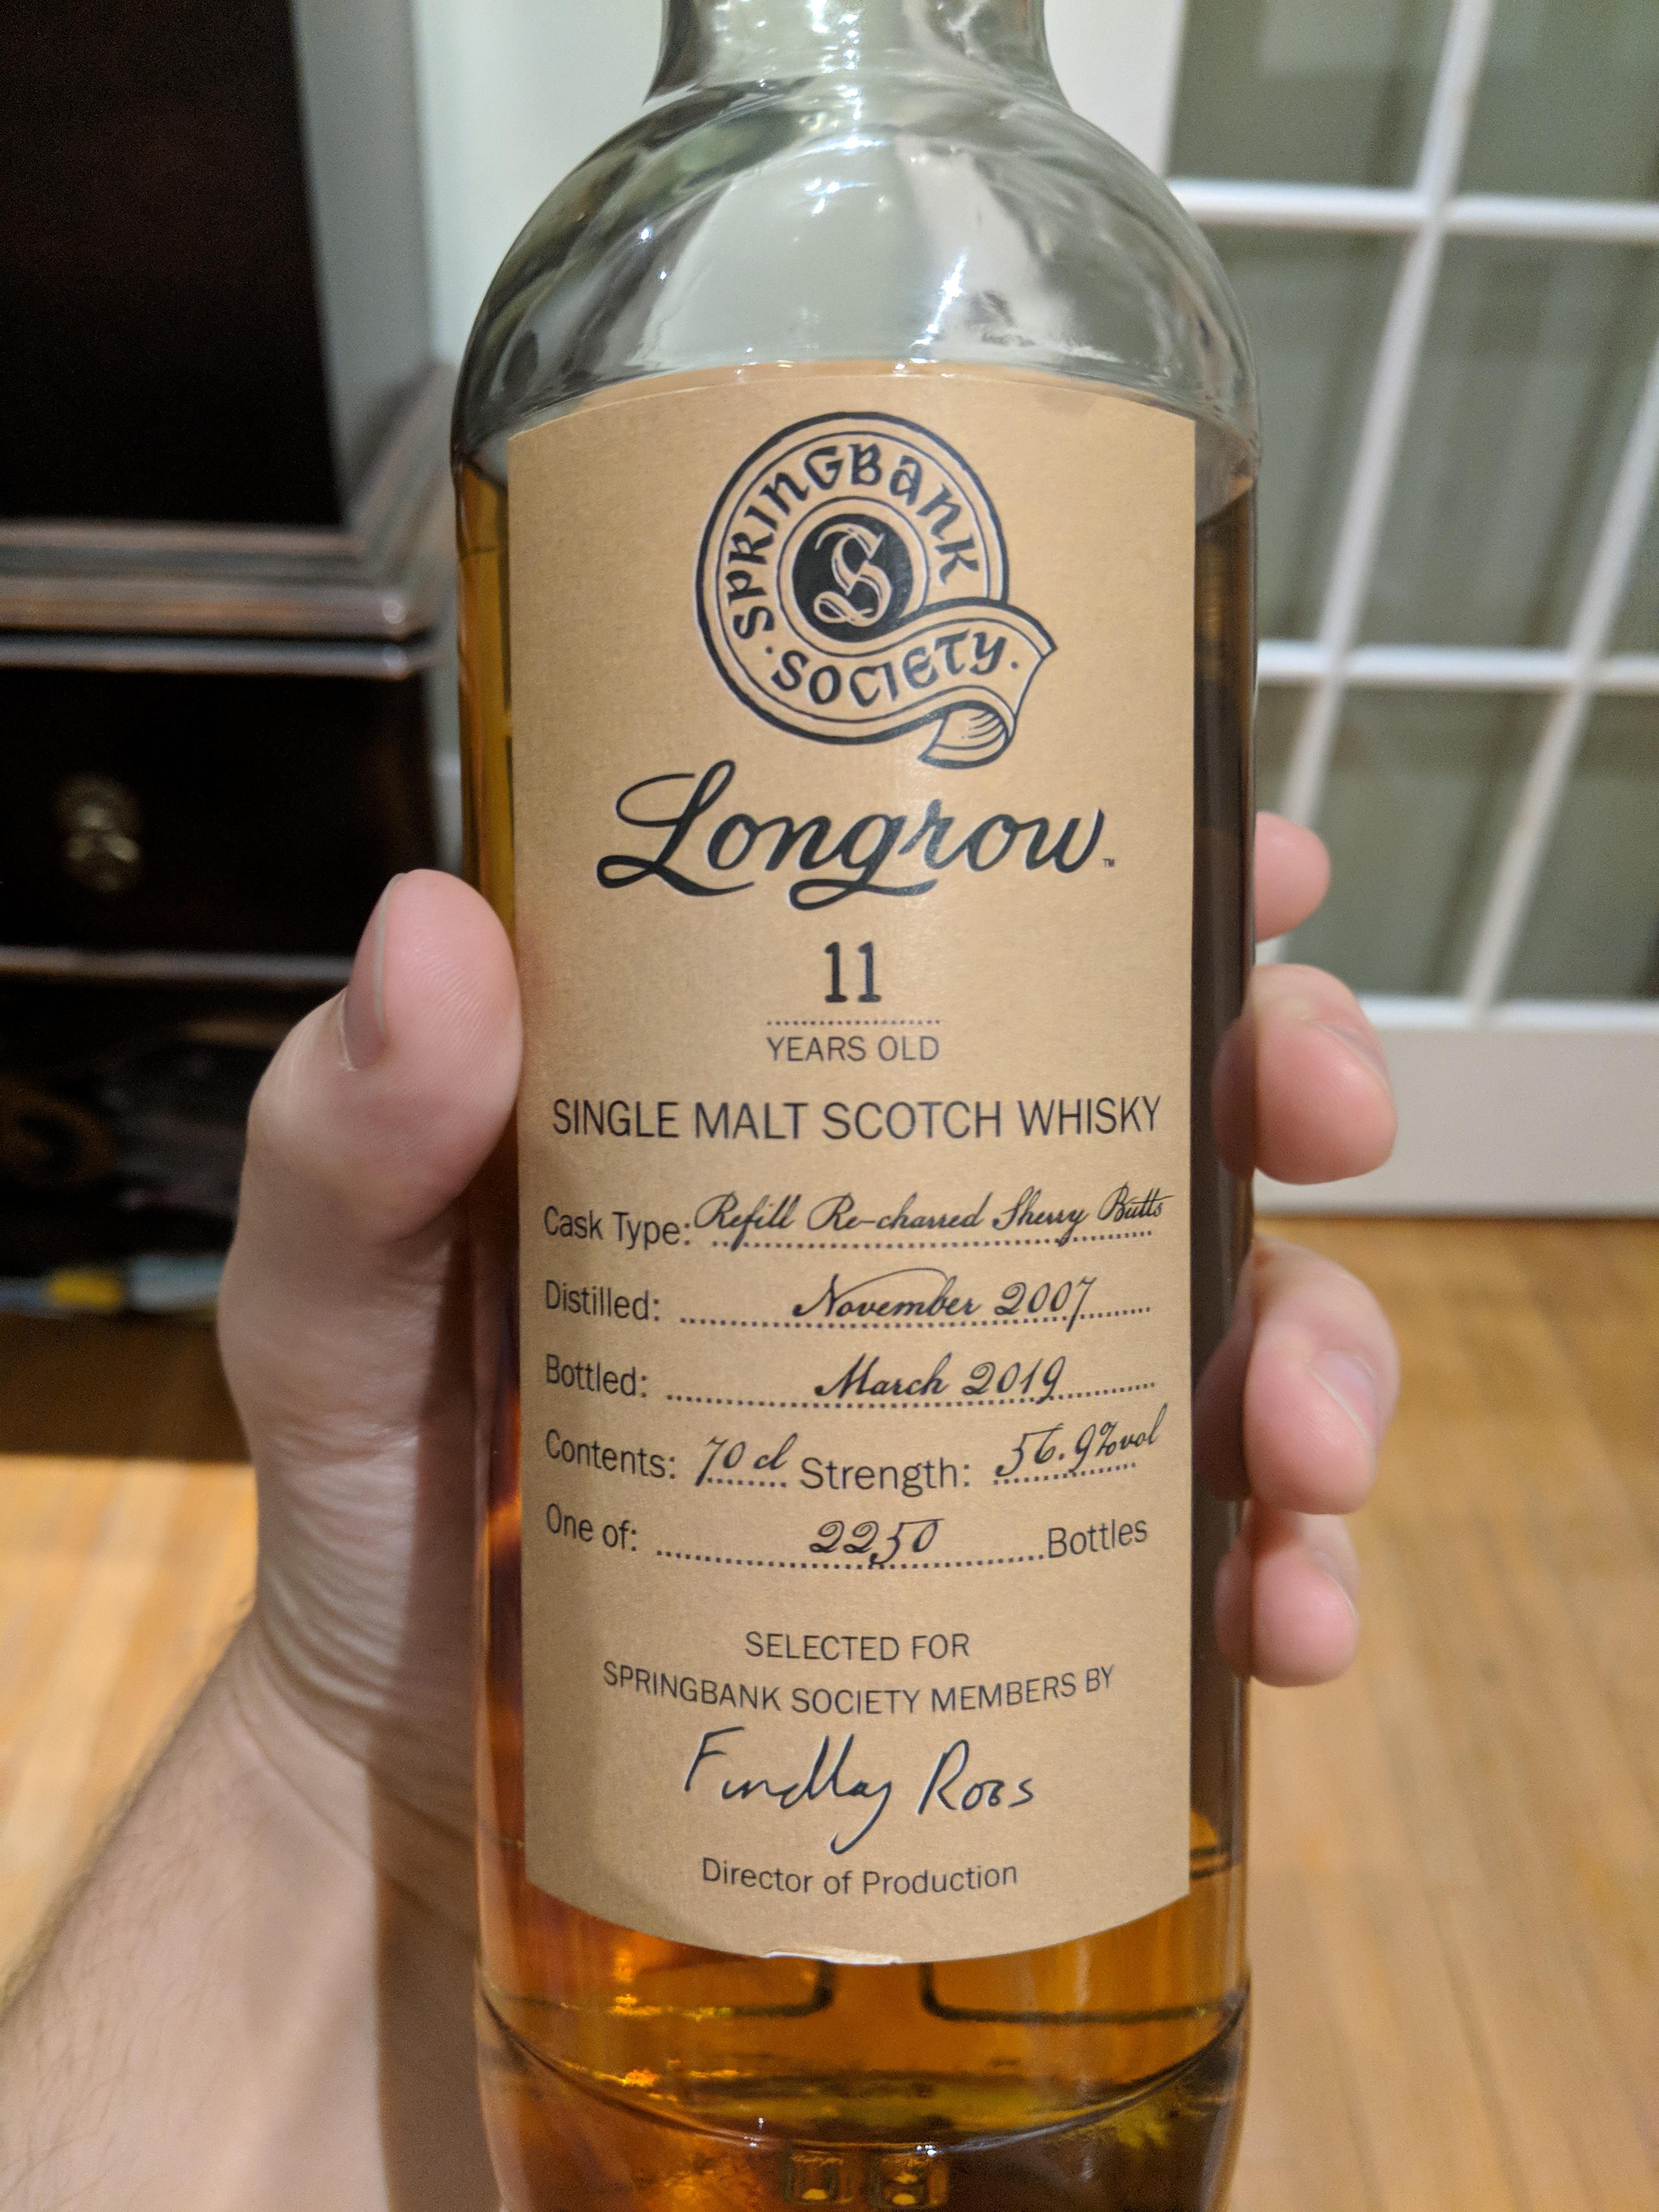 SPRINGBANK
· SOCIETY ·
S
Longrow™
11
YEARS OLD
SINGLE MALT SCOTCH WHISKY
Cask Type: Refill Re-charred Sherry Butts
Distilled: November 2007
Bottled: March 2019
Contents: 70 cl Strength: 56.9%vol
One of: 2250 Bottles
SELECTED FOR
SPRINGBANK SOCIETY MEMBERS BY
Findlay Ross
Director of Production